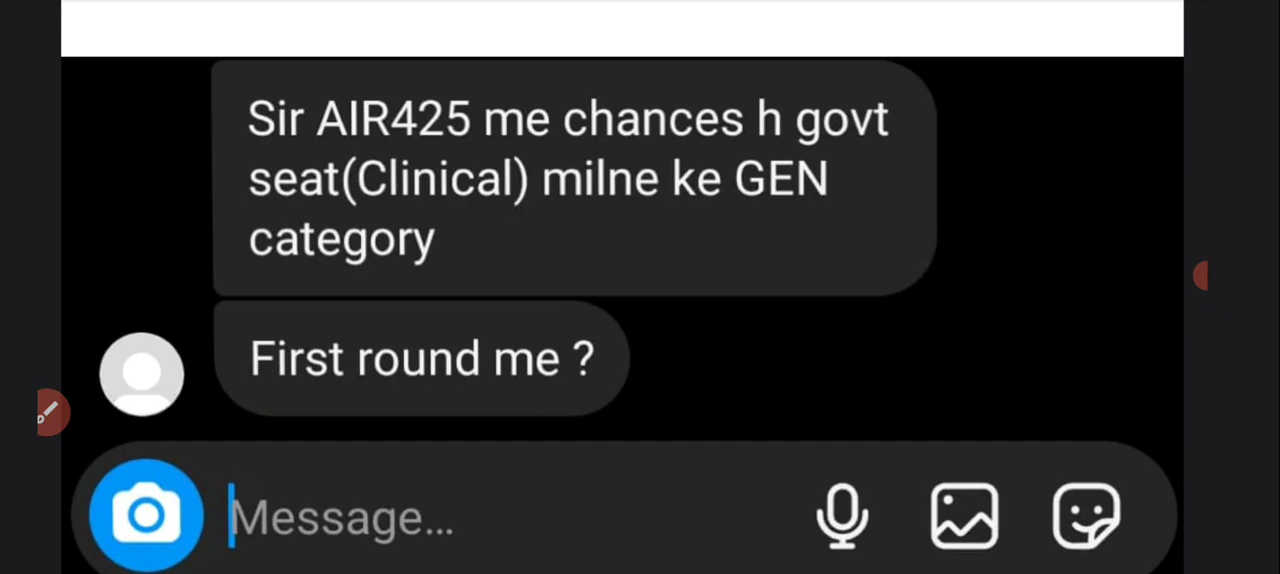 Sir AIR425 me chances h govt
seat(Clinical) milne ke GEN
category
First round me ?
Message...